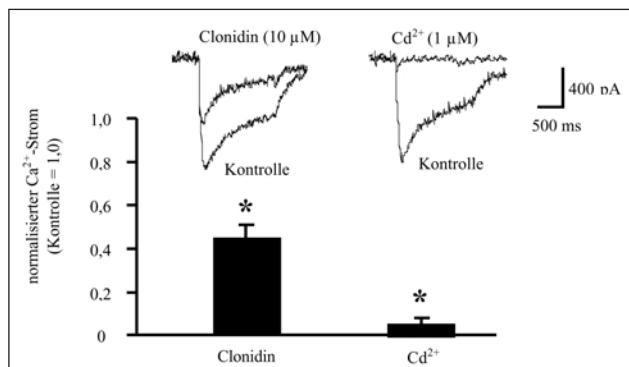 Clonidin (10 µM)
Cd²⁺ (1 µM)
400 pA
500 ms
Kontrolle
Kontrolle
normalisierter Ca²⁺-Strom
(Kontrolle = 1,0)
1,0
0,8
0,6
0,4
0,2
0
*
*
Clonidin
Cd²⁺